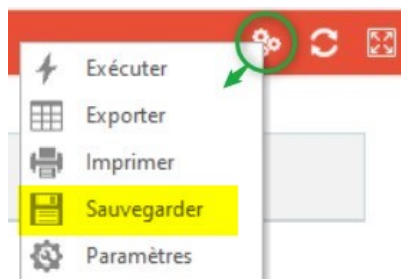 Exécuter
Exporter
Imprimer
Sauvegarder
Paramètres